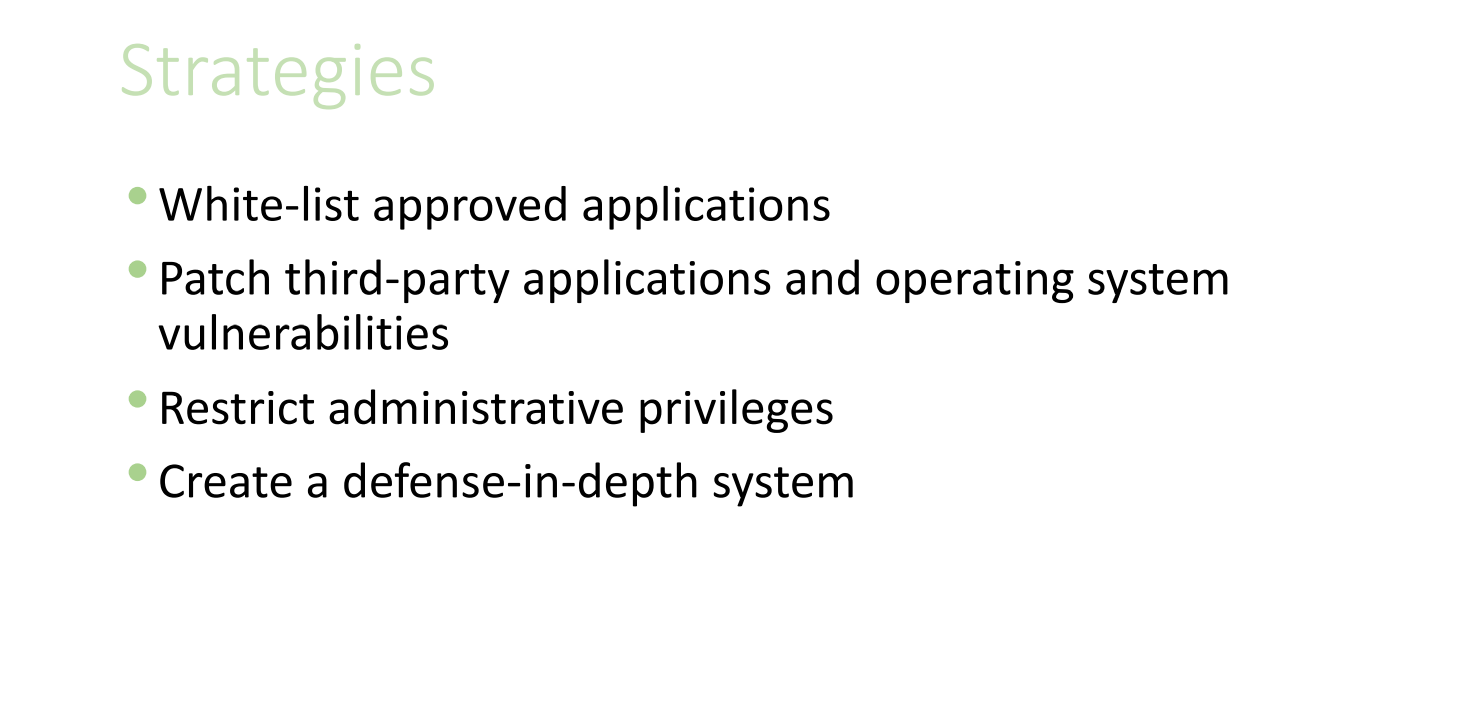 Strategies
• White-list approved applications
• Patch third-party applications and operating system
vulnerabilities
• Restrict administrative privileges
• Create a defense-in-depth system